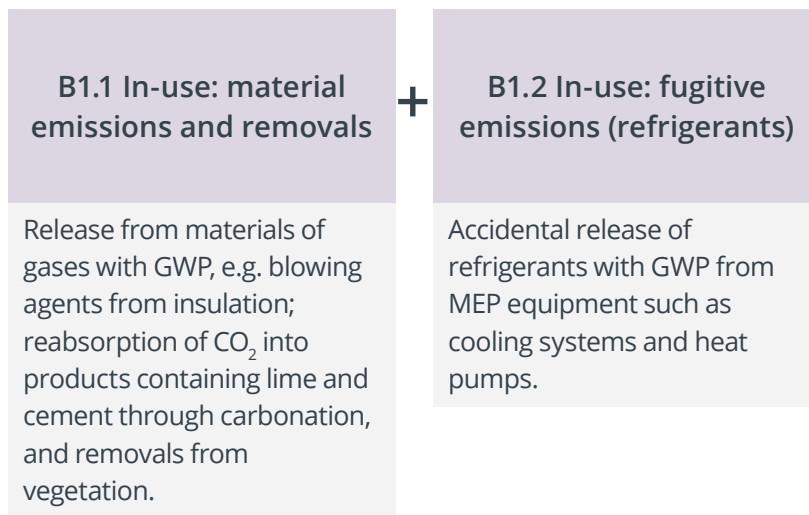 B1.1 In-use: material
emissions and removals
Release from materials of
gases with GWP, e.g. blowing
agents from insulation;
reabsorption of CO₂ into
products containing lime and
cement through carbonation,
and removals from
vegetation.
+
B1.2 In-use: fugitive
emissions (refrigerants)
Accidental release of
refrigerants with GWP from
MEP equipment such as
cooling systems and heat
pumps.